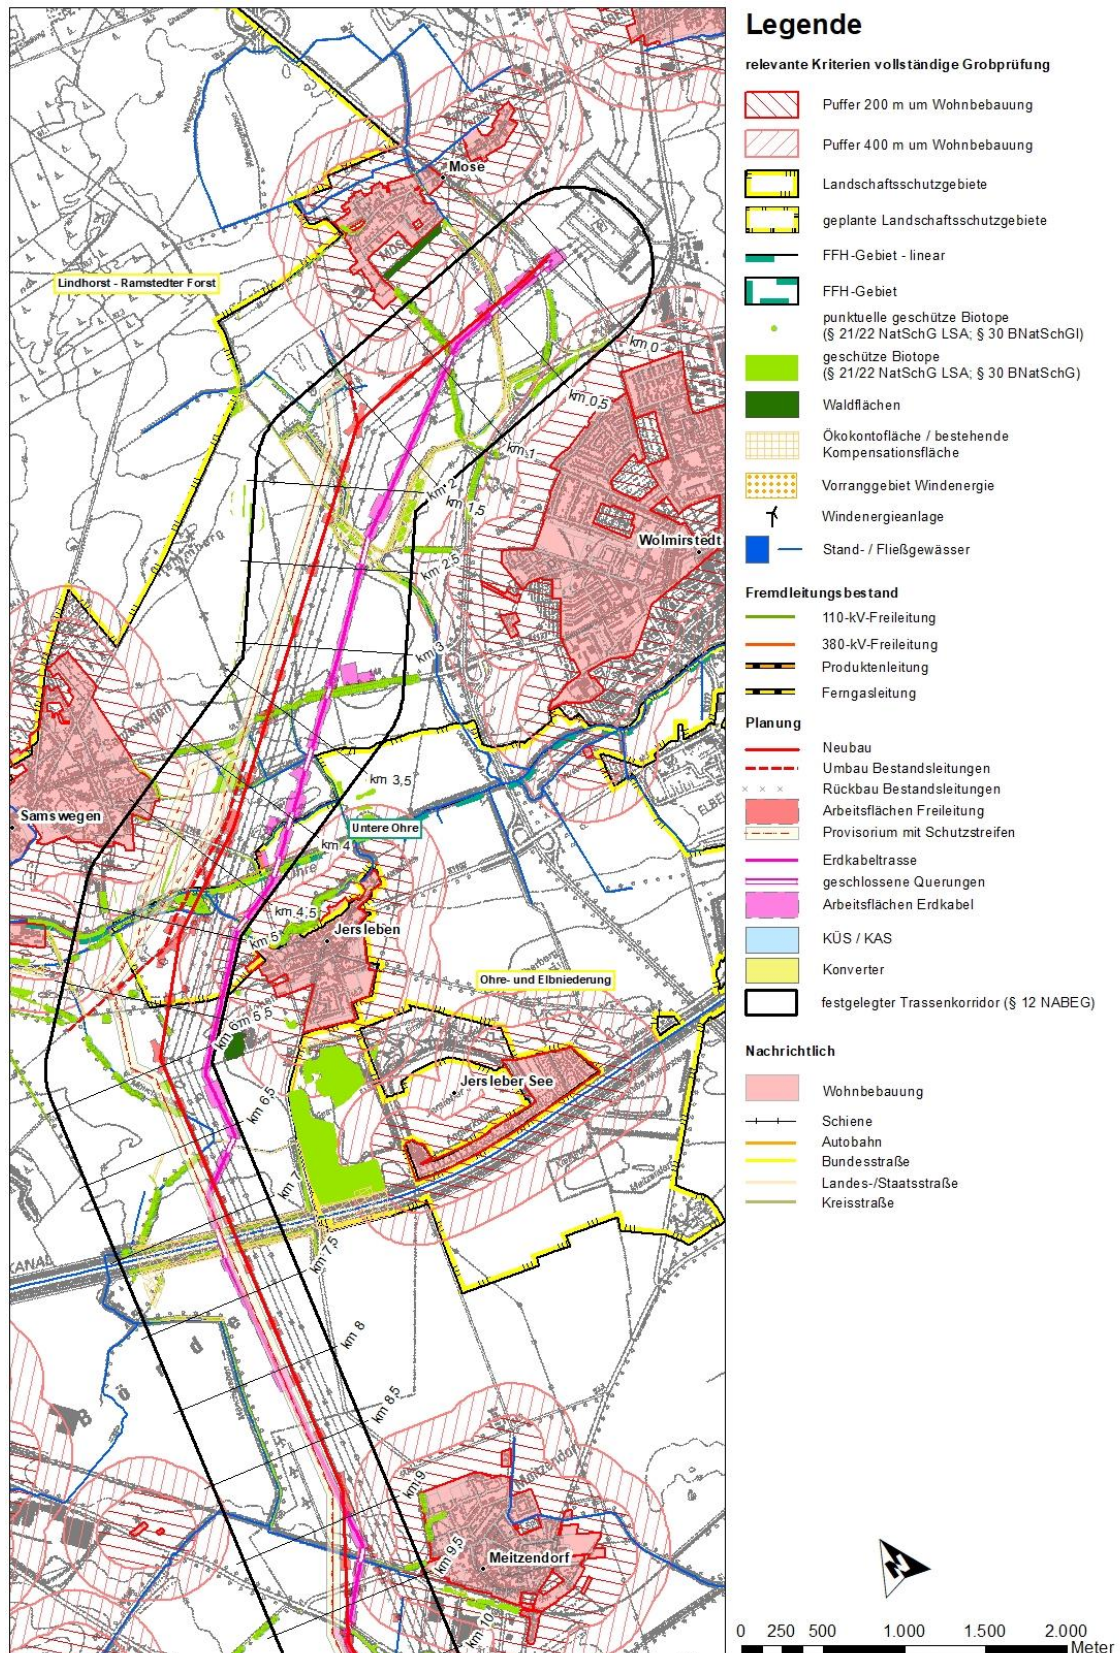 Lindhorst - Ramstedter Forst
Mose
km 0
km 0,5
km 1
km 2
km 1,5
Wolmirstedt
km 2,5
km 3
km 3,5
Samswegen
Untere Ohre
km 4
km 4,5
km 5
Jersleben
Ohre- und Elbniederung
km 6
km 6,5
Jersleber See
km 7
km 7,5
KANAL
km 8
km 8,5
km 9
km 9,5
Meitzendorf
km 10
Legende
relevante Kriterien vollständige Grobprüfung
Puffer 200 m um Wohnbebauung
Puffer 400 m um Wohnbebauung
Landschaftsschutzgebiete
geplante Landschaftsschutzgebiete
FFH-Gebiet - linear
FFH-Gebiet
punktuelle geschütze Biotope
(§ 21/22 NatSchG LSA; § 30 BNatSchGl)
geschütze Biotope
(§ 21/22 NatSchG LSA; § 30 BNatSchG)
Waldflächen
Ökokontofläche / bestehende
Kompensationsfläche
Vorranggebiet Windenergie
Windenergieanlage
Stand- / Fließgewässer
Fremdleitungsbestand
110-kV-Freileitung
380-kV-Freileitung
Produktenleitung
Ferngasleitung
Planung
Neubau
Umbau Bestandsleitungen
Rückbau Bestandsleitungen
Arbeitsflächen Freileitung
Provisorium mit Schutzstreifen
Erdkabeltrasse
geschlossene Querungen
Arbeitsflächen Erdkabel
KÜS / KAS
Konverter
festgelegter Trassenkorridor (§ 12 NABEG)
Nachrichtlich
Wohnbebauung
Schiene
Autobahn
Bundesstraße
Landes-/Staatsstraße
Kreisstraße
N
0 250 500 1.000 1.500 2.000
Meter